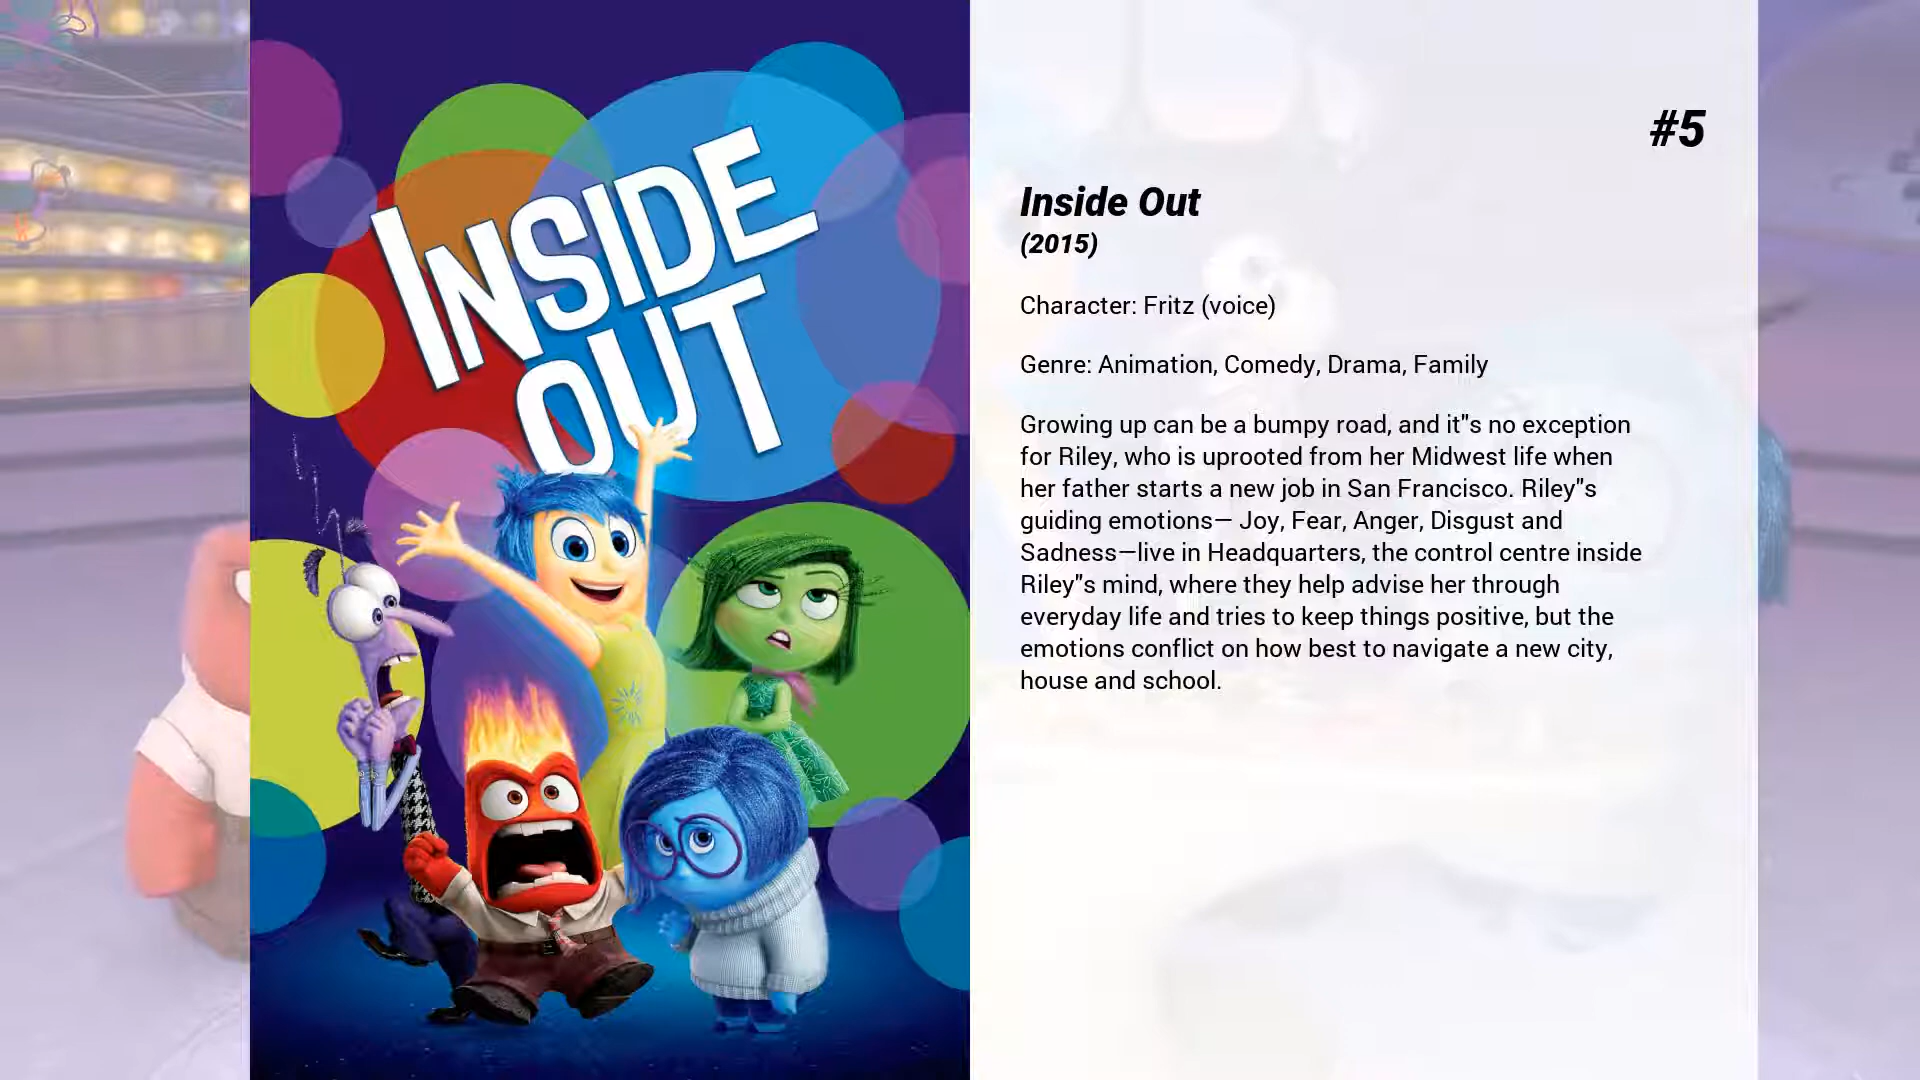 INSIDE
OUT
#5
Inside Out
(2015)
Character: Fritz (voice)
Genre: Animation, Comedy, Drama, Family
Growing up can be a bumpy road, and it"s no exception
for Riley, who is uprooted from her Midwest life when
her father starts a new job in San Francisco. Riley"s
guiding emotions— Joy, Fear, Anger, Disgust and
Sadness—live in Headquarters, the control centre inside
Riley"s mind, where they help advise her through
everyday life and tries to keep things positive, but the
emotions conflict on how best to navigate a new city,
house and school.